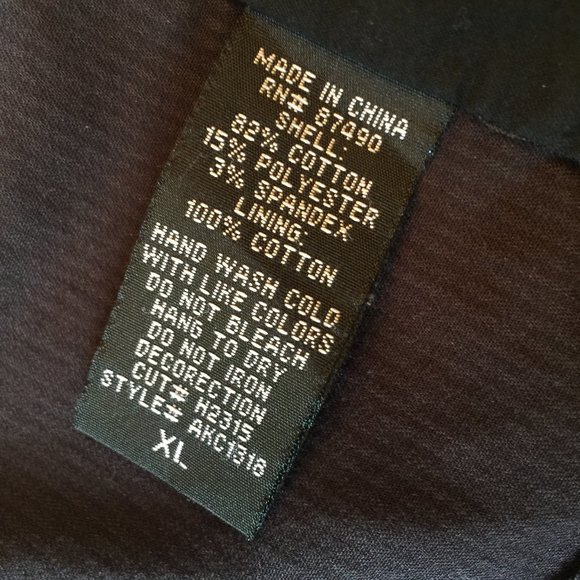 MADE IN CHINA
RN# 87990
SHELL:
82% COTTON
15% POLYESTER
3% SPANDEX
LINING:
100% COTTON
HAND WASH COLD
WITH LIKE COLORS
DO NOT BLEACH
HANG TO DRY
DO NOT IRON
DECORECTION
CUT# H2315
STYLE# AKC1318
XL